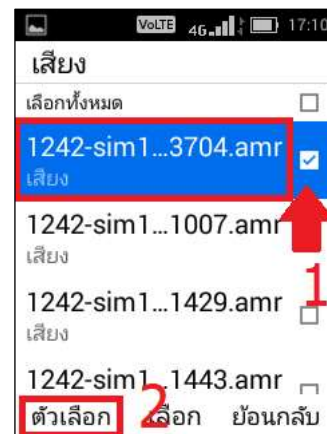 VoLTE 4G 17:10
เสียง
เลือกทั้งหมด
1242-sim1...3704.amr
เสียง
1242-sim1...1007.amr
เสียง
1
1242-sim1...1429.amr
เสียง
1242-sim1...1443.amr
2
ตัวเลือก เลือก ย้อนกลับ